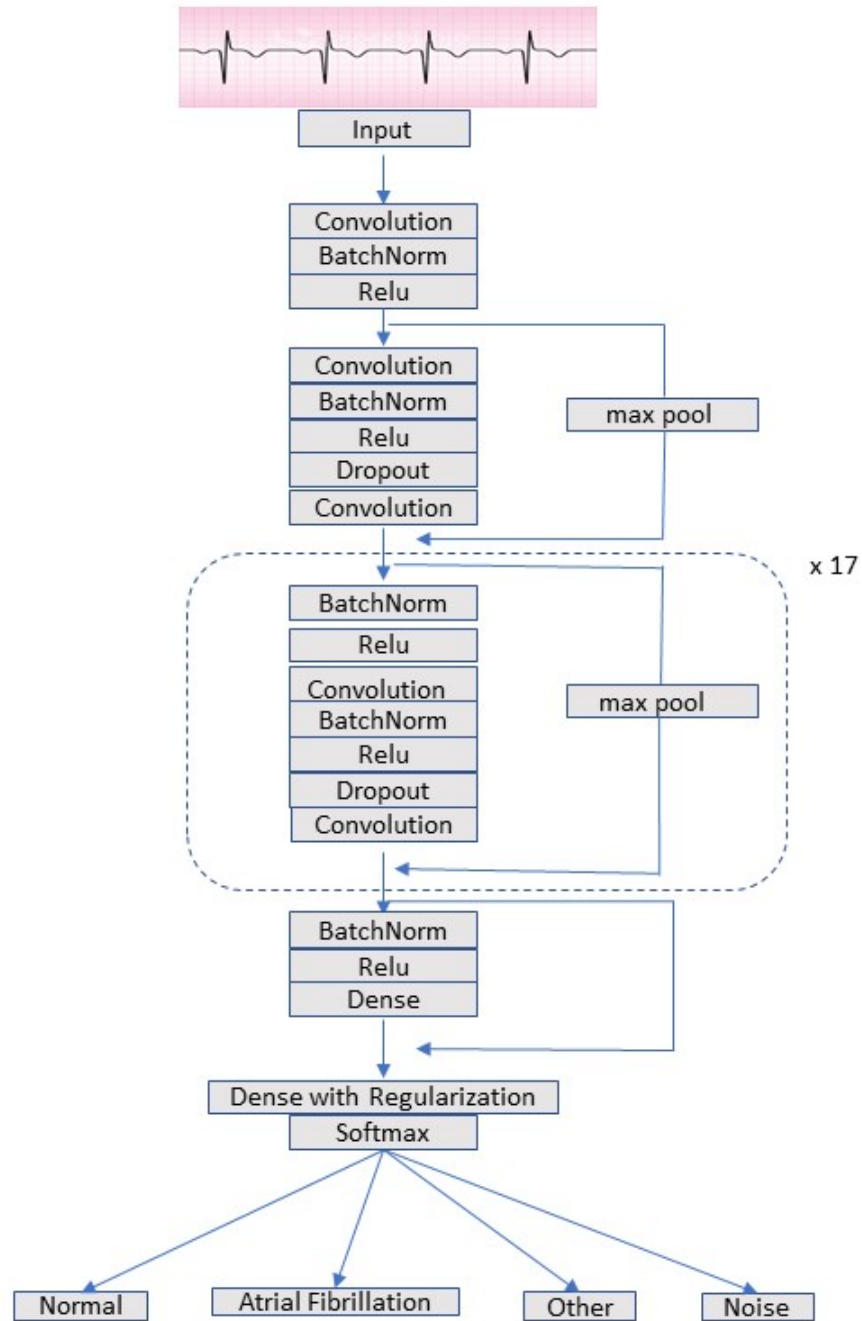 Input
Convolution
BatchNorm
Relu
Convolution
BatchNorm
Relu
Dropout
Convolution
max pool
x 17
BatchNorm
Relu
Convolution
BatchNorm
Relu
Dropout
Convolution
max pool
BatchNorm
Relu
Dense
Dense with Regularization
Softmax
Normal
Atrial Fibrillation
Other
Noise